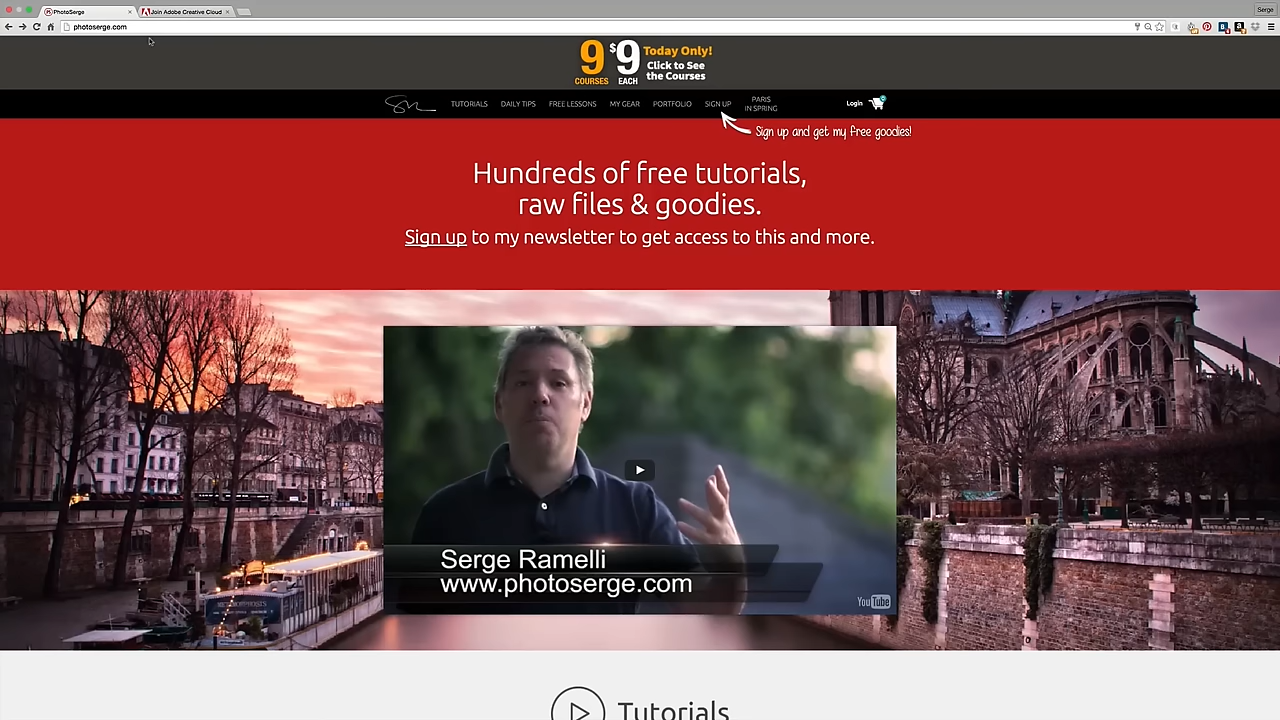 PhotoSerge
Join Adobe Creative Cloud
Serge
photoserge.com
9 COURSES $9 EACH
Today Only!
Click to See
the Courses
TUTORIALS DAILY TIPS FREE LESSONS MY GEAR PORTFOLIO SIGN UP PARIS IN SPRING Login
Sign up and get my free goodies!
Hundreds of free tutorials,
raw files & goodies.
Sign up to my newsletter to get access to this and more.
Serge Ramelli
www.photoserge.com
YouTube
Tutorials